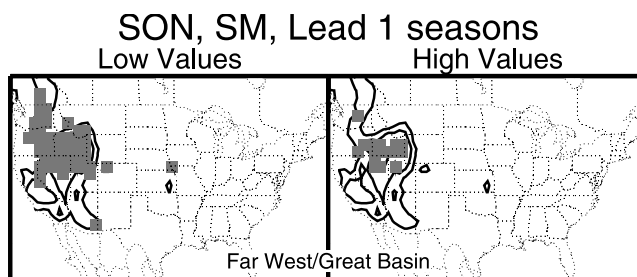 SON, SM, Lead 1 seasons
Low Values
High Values
Far West/Great Basin